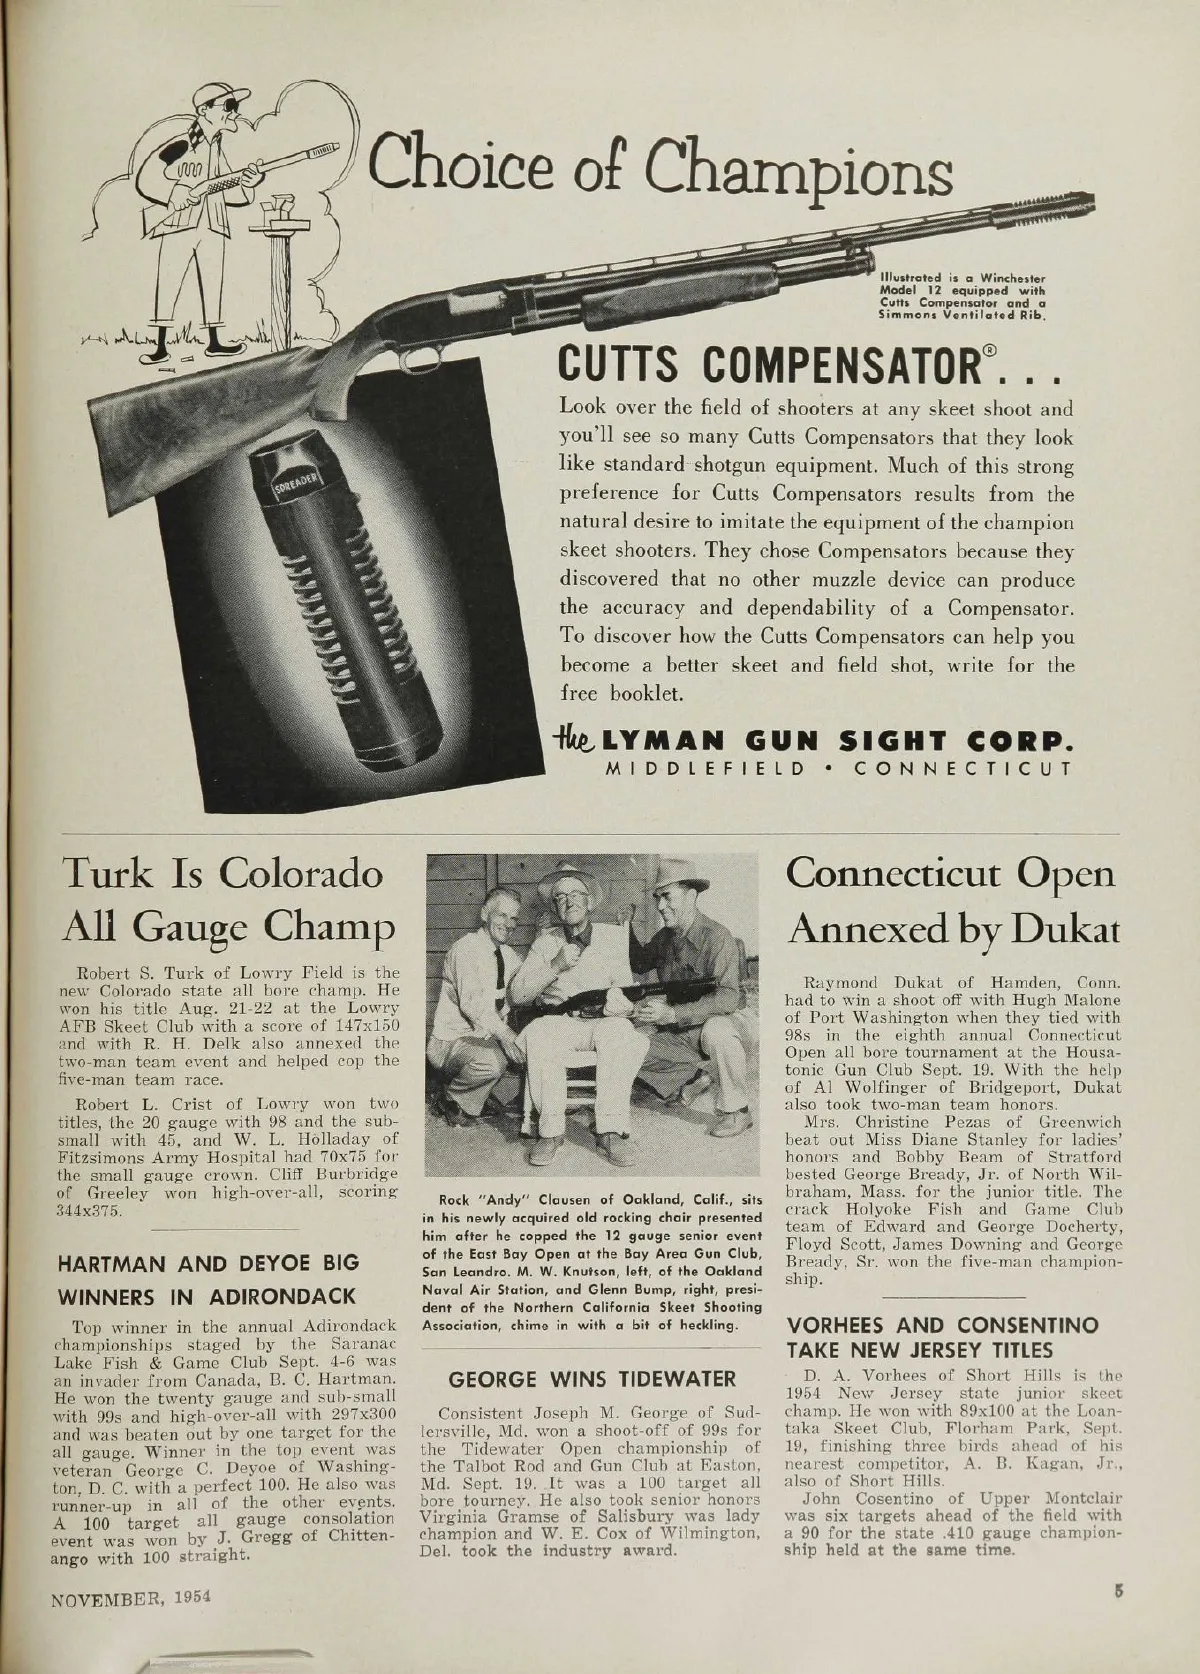 Choice of Champions
Illustrated is a Winchester
Model 12 equipped with
Cutts Compensator and a
Simmons Ventilated Rib.
CUTTS COMPENSATOR® . . .
Look over the field of shooters at any skeet shoot and
you'll see so many Cutts Compensators that they look
like standard shotgun equipment. Much of this strong
preference for Cutts Compensators results from the
natural desire to imitate the equipment of the champion
skeet shooters. They chose Compensators because they
discovered that no other muzzle device can produce
the accuracy and dependability of a Compensator.
To discover how the Cutts Compensators can help you
become a better skeet and field shot, write for the
free booklet.
SPREADER
the LYMAN GUN SIGHT CORP.
MIDDLEFIELD • CONNECTICUT
Turk Is Colorado
All Gauge Champ
Robert S. Turk of Lowry Field is the
new Colorado state all bore champ. He
won his title Aug. 21-22 at the Lowry
AFB Skeet Club with a score of 147x150
and with R. H. Delk also annexed the
two-man team event and helped cop the
five-man team race.
Robert L. Crist of Lowry won two
titles, the 20 gauge with 98 and the sub-
small with 45, and W. L. Holladay of
Fitzsimons Army Hospital had 70x75 for
the small gauge crown. Cliff Burbridge
of Greeley won high-over-all, scoring
344x375.
HARTMAN AND DEYOE BIG
WINNERS IN ADIRONDACK
Top winner in the annual Adirondack
championships staged by the Saranac
Lake Fish & Game Club Sept. 4-6 was
an invader from Canada, B. C. Hartman.
He won the twenty gauge and sub-small
with 99s and high-over-all with 297x300
and was beaten out by one target for the
all gauge. Winner in the top event was
veteran George C. Deyoe of Washing-
ton, D. C. with a perfect 100. He also was
runner-up in all of the other events.
A 100 target all gauge consolation
event was won by J. Gregg of Chitten-
ango with 100 straight.
Rock "Andy" Clausen of Oakland, Calif., sits
in his newly acquired old rocking chair presented
him after he copped the 12 gauge senior event
of the East Bay Open at the Bay Area Gun Club,
San Leandro. M. W. Knutson, left, of the Oakland
Naval Air Station, and Glenn Bump, right, presi-
dent of the Northern California Skeet Shooting
Association, chime in with a bit of heckling.
GEORGE WINS TIDEWATER
Consistent Joseph M. George of Sud-
lersville, Md. won a shoot-off of 99s for
the Tidewater Open championship of
the Talbot Rod and Gun Club at Easton,
Md. Sept. 19. It was a 100 target all
bore tourney. He also took senior honors
Virginia Gramse of Salisbury was lady
champion and W. E. Cox of Wilmington,
Del. took the industry award.
Connecticut Open
Annexed by Dukat
Raymond Dukat of Hamden, Conn.
had to win a shoot off with Hugh Malone
of Port Washington when they tied with
98s in the eighth annual Connecticut
Open all bore tournament at the Housa-
tonic Gun Club Sept. 19. With the help
of Al Wolfinger of Bridgeport, Dukat
also took two-man team honors.
Mrs. Christine Pezas of Greenwich
beat out Miss Diane Stanley for ladies'
honors and Bobby Beam of Stratford
bested George Bready, Jr. of North Wil-
braham, Mass. for the junior title. The
crack Holyoke Fish and Game Club
team of Edward and George Docherty,
Floyd Scott, James Downing and George
Bready, Sr. won the five-man champion-
ship.
VORHEES AND CONSENTINO
TAKE NEW JERSEY TITLES
D. A. Vorhees of Short Hills is the
1954 New Jersey state junior skeet
champ. He won with 89x100 at the Loan-
taka Skeet Club, Florham Park, Sept.
19, finishing three birds ahead of his
nearest competitor, A. B. Kagan, Jr.,
also of Short Hills.
John Cosentino of Upper Montclair
was six targets ahead of the field with
a 90 for the state .410 gauge champion-
ship held at the same time.
NOVEMBER, 1954
5